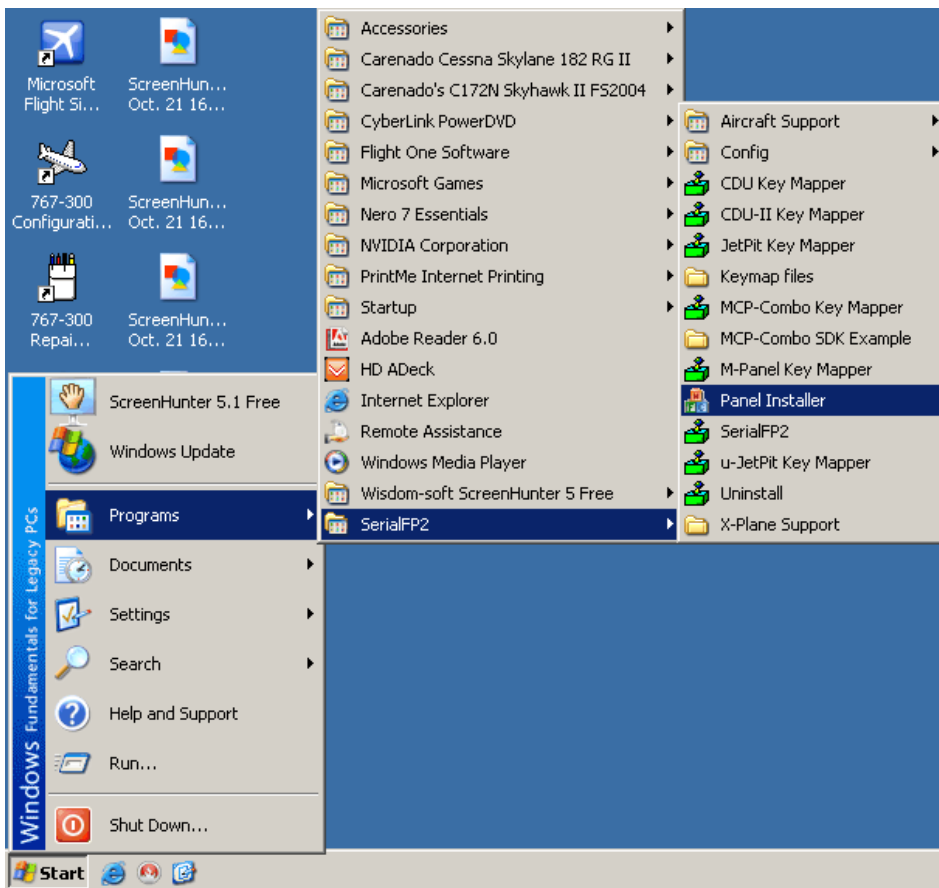 Microsoft
Flight Si...
ScreenHun...
Oct. 21 16...
767-300
Configurati...
ScreenHun...
Oct. 21 16...
767-300
Repai...
ScreenHun...
Oct. 21 16...
Windows Fundamentals for Legacy PCs
ScreenHunter 5.1 Free
Windows Update
Programs
Documents
Settings
Search
Help and Support
Run...
Shut Down...
Start
Accessories
Carenado Cessna Skylane 182 RG II
Carenado's C172N Skyhawk II FS2004
CyberLink PowerDVD
Flight One Software
Microsoft Games
Nero 7 Essentials
NVIDIA Corporation
PrintMe Internet Printing
Startup
Adobe Reader 6.0
HD ADeck
Internet Explorer
Remote Assistance
Windows Media Player
Wisdom-soft ScreenHunter 5 Free
SerialFP2
Aircraft Support
Config
CDU Key Mapper
CDU-II Key Mapper
JetPit Key Mapper
Keymap files
MCP-Combo Key Mapper
MCP-Combo SDK Example
M-Panel Key Mapper
Panel Installer
SerialFP2
u-JetPit Key Mapper
Uninstall
X-Plane Support